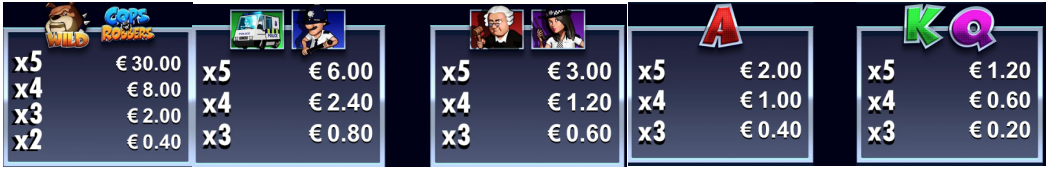 WILD COPS n ROBBERS
x5 € 30.00
x4 € 8.00
x3 € 2.00
x2 € 0.40
POLICE
x5 € 6.00
x4 € 2.40
x3 € 0.80
x5 € 3.00
x4 € 1.20
x3 € 0.60
A
x5 € 2.00
x4 € 1.00
x3 € 0.40
K Q
x5 € 1.20
x4 € 0.60
x3 € 0.20